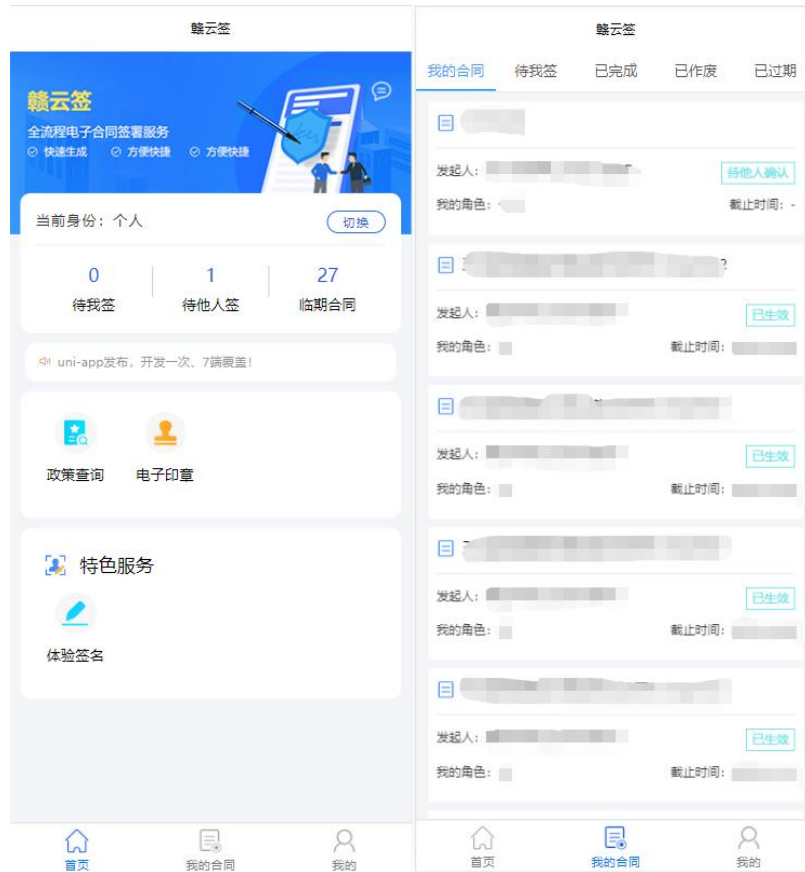 赣云签
赣云签
全流程电子合同签署服务
快速生成 方便快捷 方便快捷
当前身份：个人 切换
0 1 27
待我签 待他人签 临期合同
uni-app发布，开发一次、7端覆盖！
政策查询 电子印章
特色服务
体验签名
首页 我的合同 我的
赣云签
我的合同 待我签 已完成 已作废 已过期
发起人： 待他人确认
我的角色： 截止时间：-
发起人： 已生效
我的角色： 截止时间：
发起人： 已生效
我的角色： 截止时间：
发起人： 已生效
我的角色： 截止时间：
发起人： 已生效
我的角色： 截止时间：
首页 我的合同 我的